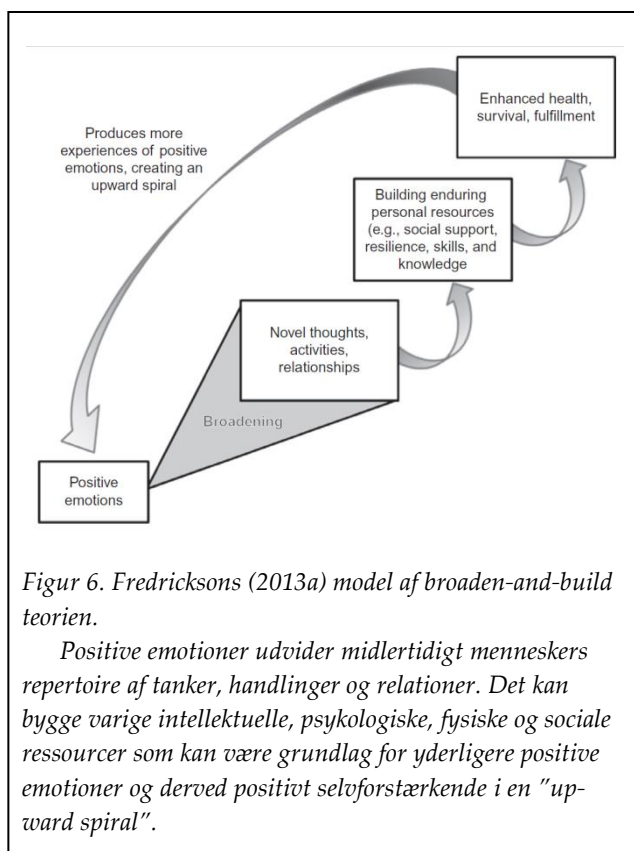 Enhanced health,
survival, fulfillment
Produces more
experiences of positive
emotions, creating an
upward spiral
Building enduring
personal resources
(e.g., social support,
resilience, skills, and
knowledge
Novel thoughts,
activities,
relationships
Broadening
Positive
emotions
Figur 6. Fredricksons (2013a) model af broaden-and-build
teorien.
Positive emotioner udvider midlertidigt menneskers
repertoire af tanker, handlinger og relationer. Det kan
bygge varige intellektuelle, psykologiske, fysiske og sociale
ressourcer som kan være grundlag for yderligere positive
emotioner og derved positivt selvforstærkende i en ”up-
ward spiral”.